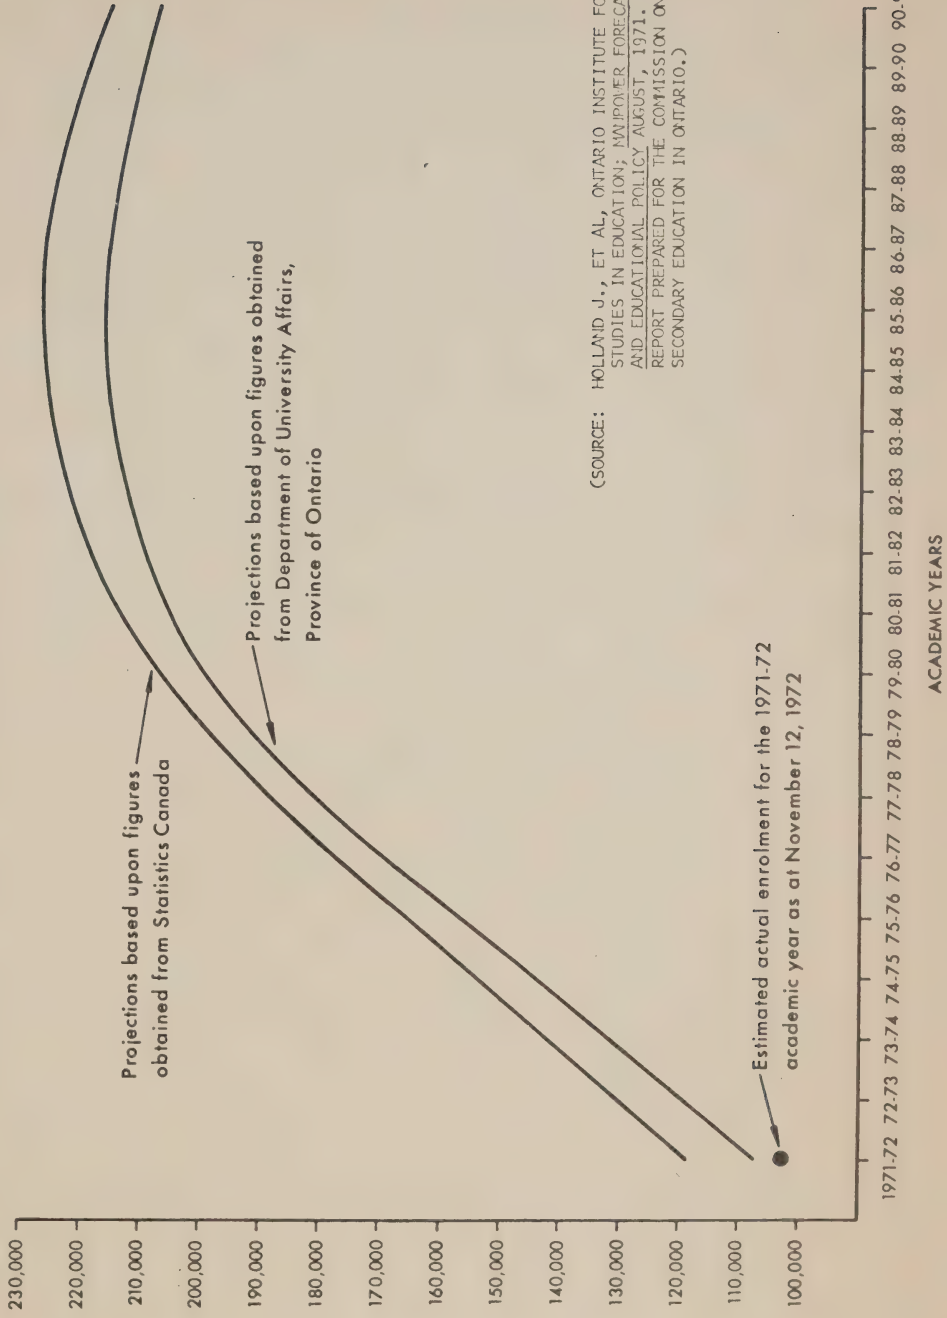 230,000
220,000
210,000
200,000
190,000
180,000
170,000
160,000
150,000
140,000
130,000
120,000
110,000
100,000
Projections based upon figures
obtained from Statistics Canada
Projections based upon figures obtained
from Department of University Affairs,
Province of Ontario
Estimated actual enrolment for the 1971-72
academic year as at November 12, 1972
(SOURCE: HOLLAND J., ET AL, ONTARIO INSTITUTE
STUDIES IN EDUCATION; MANPOWER
AND EDUCATIONAL POLICY AUGUST, 1971.
REPORT PREPARED FOR THE COMMISSION
SECONDARY EDUCATION IN ONTARIO.)
1971-72 72-73 73-74 74-75 75-76 76-77 77-78 78-79 79-80 80-81 81-82 82-83 83-84 84-85 85-86 86-87 87-88 88-89 89-90
ACADEMIC YEARS